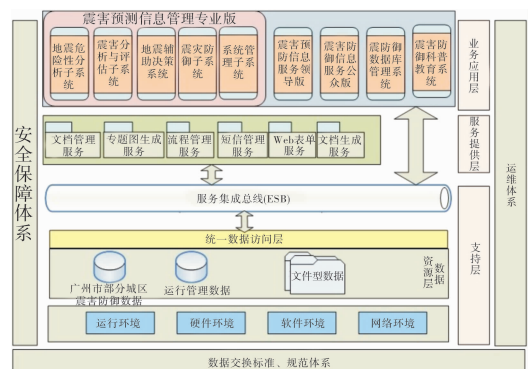 震害预测信息管理专业版
地震危险性分析子系统
震害分析与评估子系统
地震辅助决策系统
震灾防御子系统
系统管理子系统
震害预防信息服务领导版
震害防御信息服务公众版
震害防御数据库管理系统
震害防御科普教育系统
业务应用层
文档管理服务
专题图生成服务
流程管理服务
短信管理服务
Web表单服务
文档生成服务
服务提供层
安全保障体系
运维体系
服务集成总线(ESB)
统一数据访问层
广州市部分城区
震害防御数据
运行管理数据
文件型数据
数据资源层
支持层
运行环境
硬件环境
软件环境
网络环境
数据交换标准、规范体系